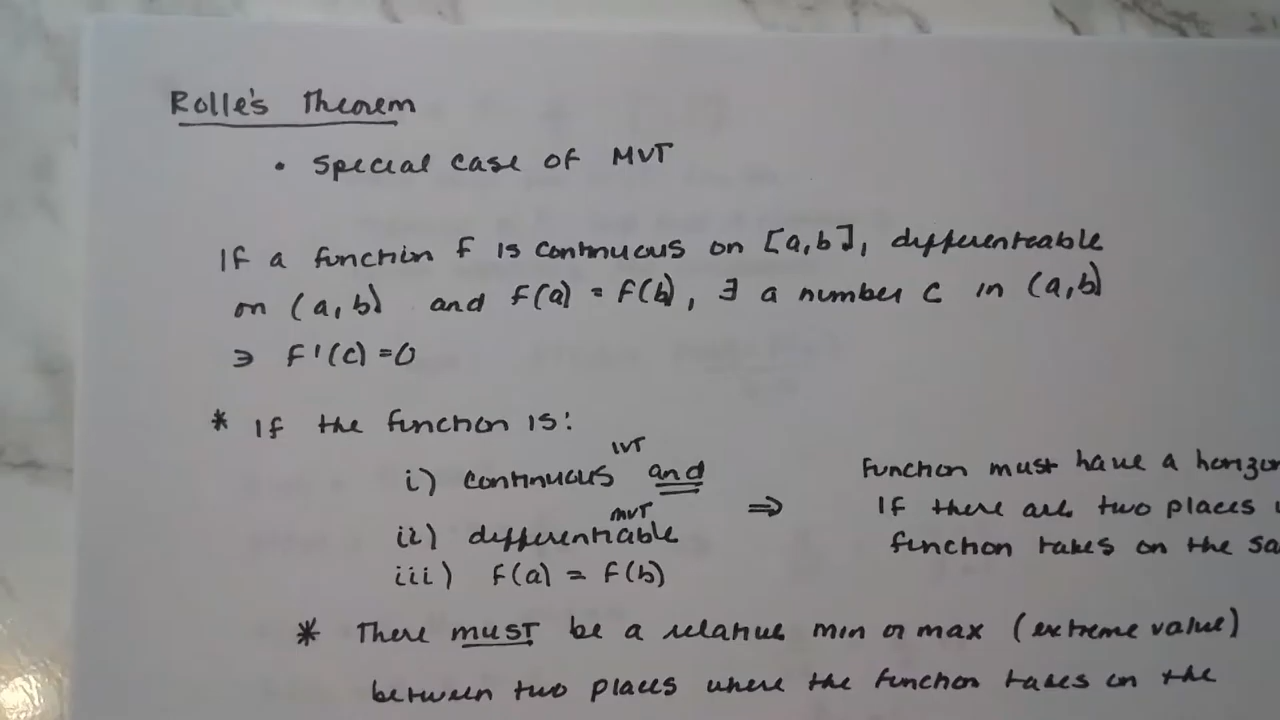 Rolle's Theorem
• Special case of MVT
If a function f is continuous on [a,b], differentiable
on (a,b) and f(a) = f(b), ∃ a number c in (a,b)
∋ f'(c) = 0
* If the function is:
IVT
i) continuous and
MVT
ii) differentiable
iii) f(a) = f(b)
⇒
Function must have a
If there are two places
function takes on the
* There must be a relative min or max (extreme value)
between two places where the function takes on the